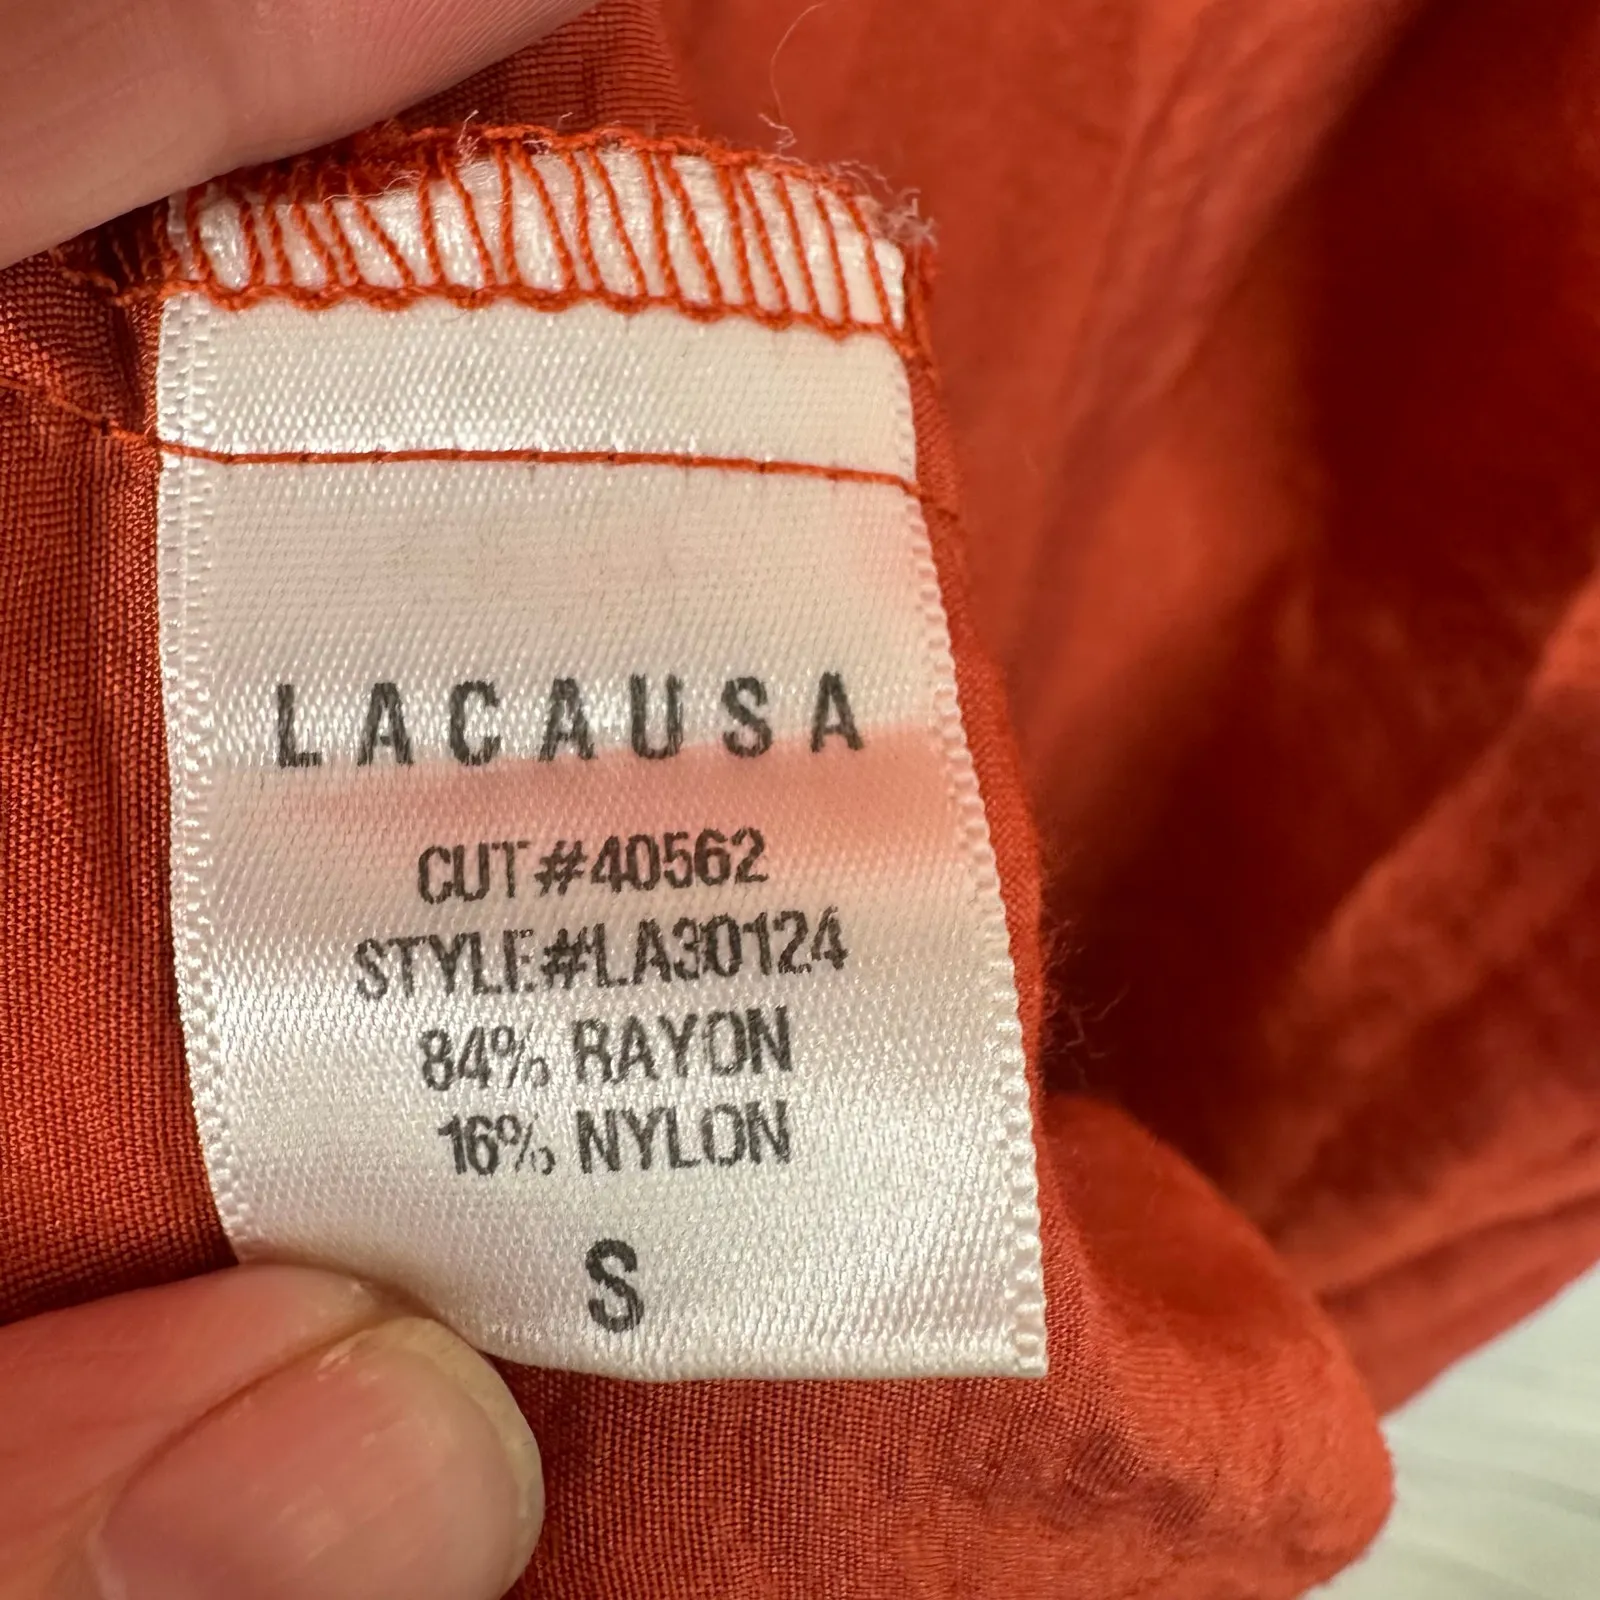 LACAUSA
CUT#40562
STYLE#LA30124
84% RAYON
16% NYLON
S